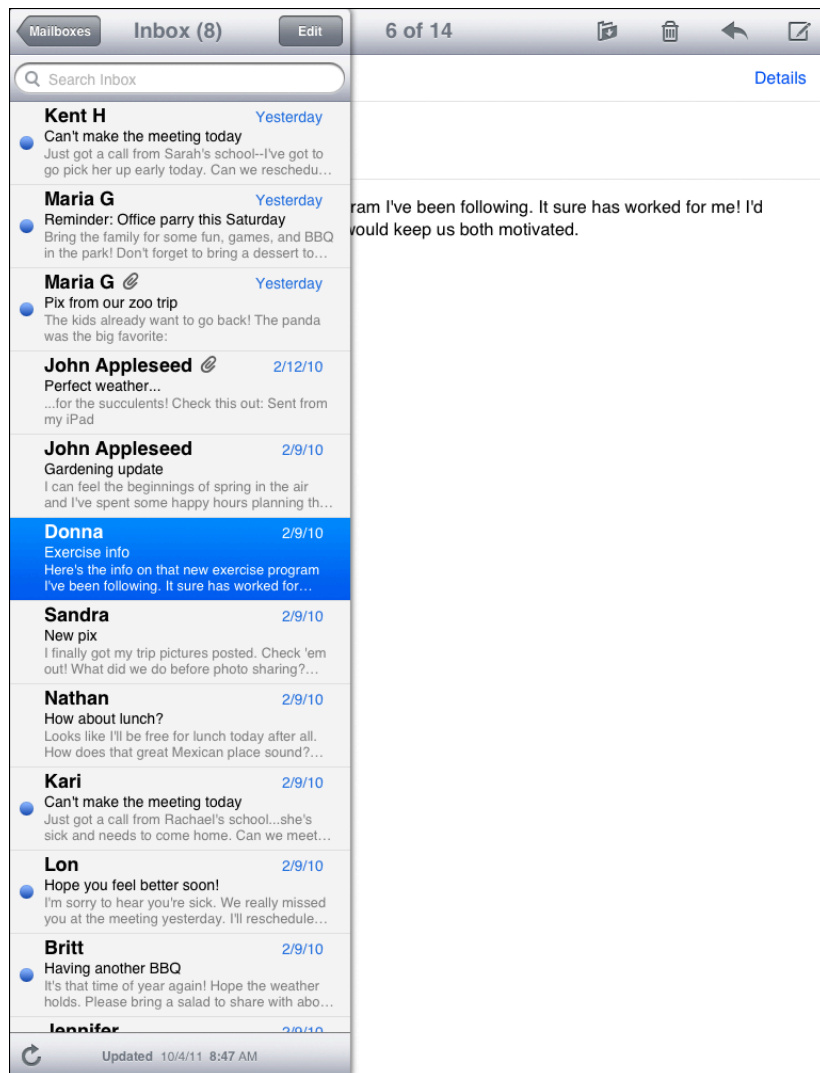 Mailboxes
Inbox (8)
Edit
6 of 14
Search Inbox
Details
Kent H Yesterday
Can't make the meeting today
Just got a call from Sarah's school--I've got to
go pick her up early today. Can we reschedu...
Maria G Yesterday
Reminder: Office parry this Saturday
Bring the family for some fun, games, and BBQ
in the park! Don't forget to bring a dessert to...
Maria G Yesterday
Pix from our zoo trip
The kids already want to go back! The panda
was the big favorite:
John Appleseed 2/12/10
Perfect weather...
...for the succulents! Check this out: Sent from
my iPad
John Appleseed 2/9/10
Gardening update
I can feel the beginnings of spring in the air
and I've spent some happy hours planning th...
Donna 2/9/10
Exercise info
Here's the info on that new exercise program
I've been following. It sure has worked for...
Sandra 2/9/10
New pix
I finally got my trip pictures posted. Check 'em
out! What did we do before photo sharing?...
Nathan 2/9/10
How about lunch?
Looks like I'll be free for lunch today after all.
How does that great Mexican place sound?...
Kari 2/9/10
Can't make the meeting today
Just got a call from Rachael's school...she's
sick and needs to come home. Can we meet...
Lon 2/9/10
Hope you feel better soon!
I'm sorry to hear you're sick. We really missed
you at the meeting yesterday. I'll reschedule...
Britt 2/9/10
Having another BBQ
It's that time of year again! Hope the weather
holds. Please bring a salad to share with abo...
Jennifer 2/9/10
Updated 10/4/11 8:47 AM
ram I've been following. It sure has worked for me! I'd
would keep us both motivated.